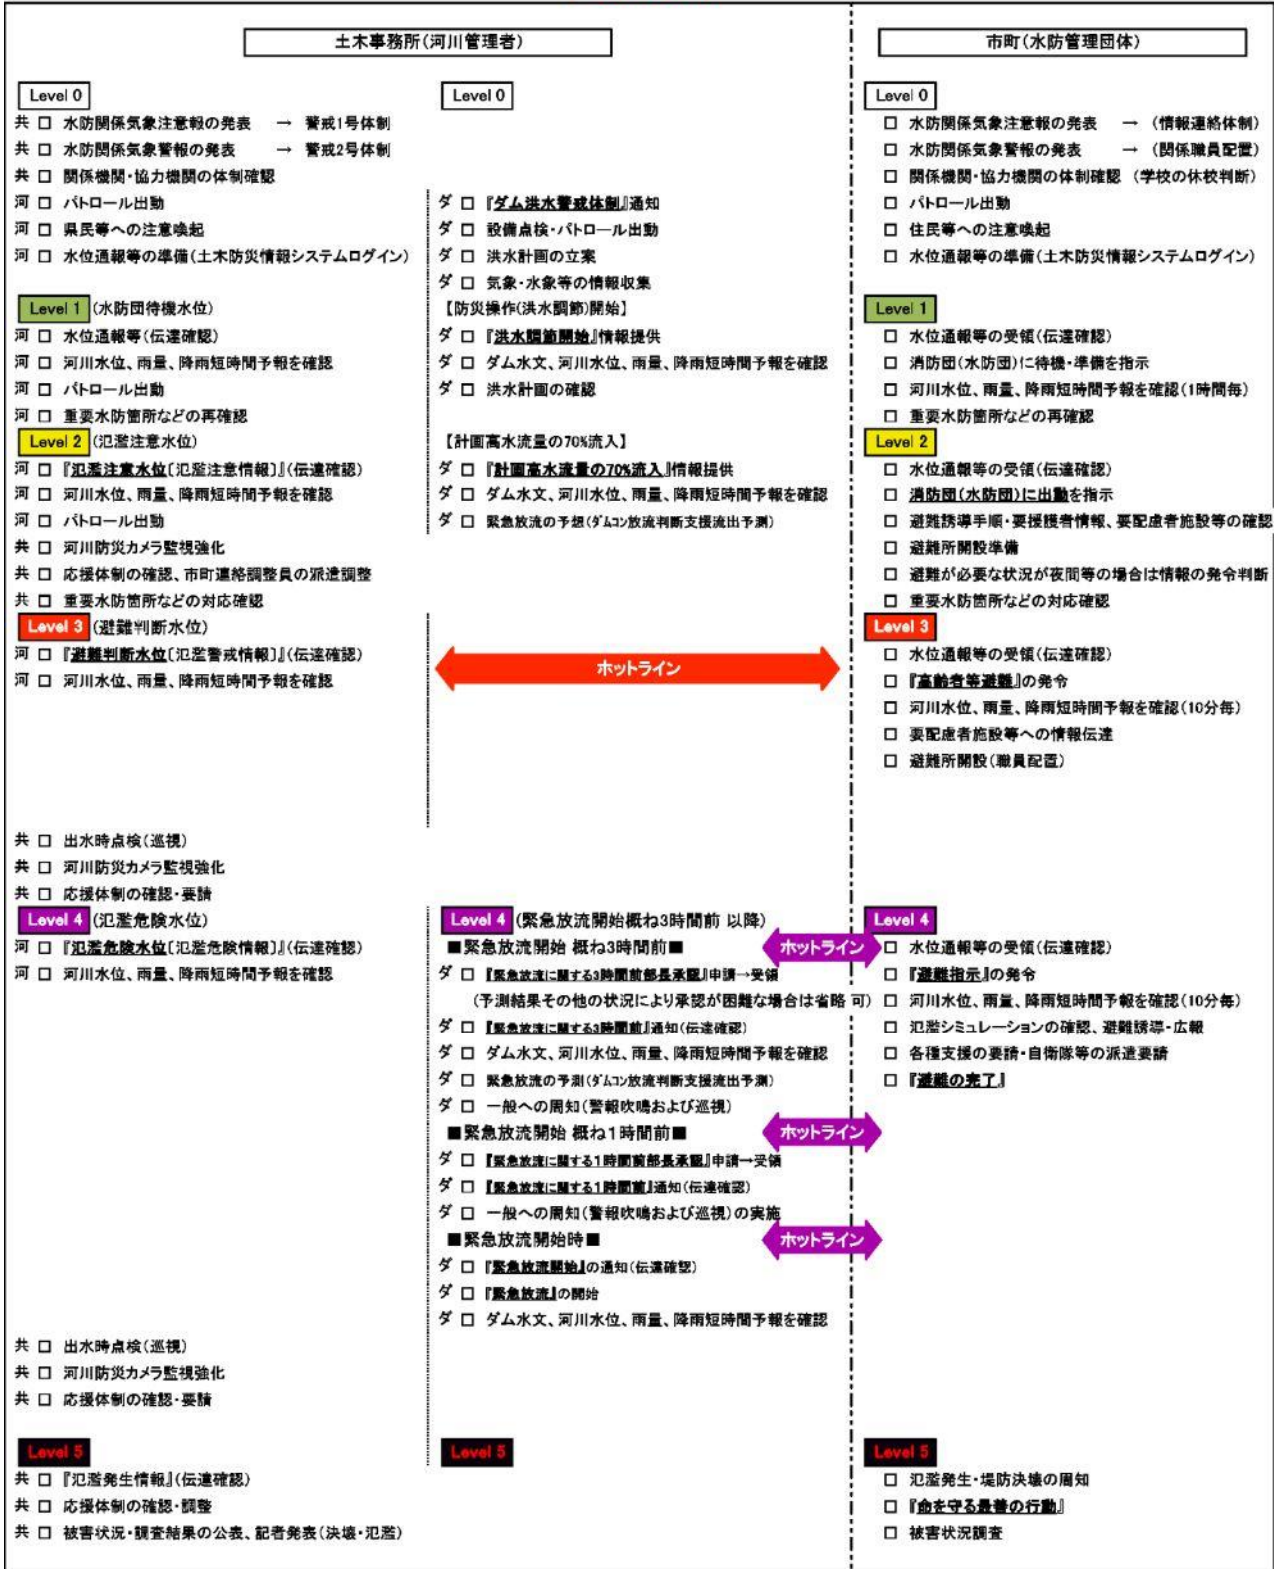 土木事務所(河川管理者)
市町(水防管理団体)
Level 0
共 □ 水防関係気象注意報の発表 → 警戒1号体制
共 □ 水防関係気象警報の発表 → 警戒2号体制
共 □ 関係機関・協力機関の体制確認
河 □ パトロール出動
河 □ 県民等への注意喚起
河 □ 水位通報等の準備(土木防災情報システムログイン)
Level 1 (水防団待機水位)
河 □ 水位通報等(伝達確認)
河 □ 河川水位、雨量、降雨短時間予報を確認
河 □ パトロール出動
河 □ 重要水防箇所などの再確認
Level 2 (氾濫注意水位)
河 □ 『氾濫注意水位〔氾濫注意情報〕』(伝達確認)
河 □ 河川水位、雨量、降雨短時間予報を確認
河 □ パトロール出動
共 □ 河川防災カメラ監視強化
共 □ 応援体制の確認、市町連絡調整員の派遣調整
共 □ 重要水防箇所などの対応確認
Level 3 (避難判断水位)
河 □ 『避難判断水位〔氾濫警戒情報〕』(伝達確認)
河 □ 河川水位、雨量、降雨短時間予報を確認
共 □ 出水時点検(巡視)
共 □ 河川防災カメラ監視強化
共 □ 応援体制の確認・要請
Level 4 (氾濫危険水位)
河 □ 『氾濫危険水位〔氾濫危険情報〕』(伝達確認)
河 □ 河川水位、雨量、降雨短時間予報を確認
共 □ 出水時点検(巡視)
共 □ 河川防災カメラ監視強化
共 □ 応援体制の確認・要請
Level 5
共 □ 『氾濫発生情報』(伝達確認)
共 □ 応援体制の確認・調整
共 □ 被害状況・調査結果の公表、記者発表(決壊・氾濫)
Level 0
ダ □ 『ダム洪水警戒体制』通知
ダ □ 設備点検・パトロール出動
ダ □ 洪水計画の立案
ダ □ 気象・水象等の情報収集
【防災操作(洪水調節)開始】
ダ □ 『洪水調節開始』情報提供
ダ □ ダム水文、河川水位、雨量、降雨短時間予報を確認
ダ □ 洪水計画の確認
【計画高水流量の70%流入】
ダ □ 『計画高水流量の70%流入』情報提供
ダ □ ダム水文、河川水位、雨量、降雨短時間予報を確認
ダ □ 緊急放流の予想(ダムコン放流判断支援流出予測)
ホットライン
Level 4 (緊急放流開始概ね3時間前 以降)
■緊急放流開始 概ね3時間前■
ホットライン
ダ □ 『緊急放流に関する3時間前部長承認』申請→受領
(予測結果その他の状況により承認が困難な場合は省略 可)
ダ □ 『緊急放流に関する3時間前』通知(伝達確認)
ダ □ ダム水文、河川水位、雨量、降雨短時間予報を確認
ダ □ 緊急放流の予測(ダムコン放流判断支援流出予測)
ダ □ 一般への周知(警報吹鳴および巡視)
■緊急放流開始 概ね1時間前■
ホットライン
ダ □ 『緊急放流に関する1時間前部長承認』申請→受領
ダ □ 『緊急放流に関する1時間前』通知(伝達確認)
ダ □ 一般への周知(警報吹鳴および巡視)の実施
■緊急放流開始時■
ホットライン
ダ □ 『緊急放流開始』の通知(伝達確認)
ダ □ 『緊急放流』の開始
ダ □ ダム水文、河川水位、雨量、降雨短時間予報を確認
Level 5
Level 0
□ 水防関係気象注意報の発表 → (情報連絡体制)
□ 水防関係気象警報の発表 → (関係職員配置)
□ 関係機関・協力機関の体制確認 (学校の休校判断)
□ パトロール出動
□ 住民等への注意喚起
□ 水位通報等の準備(土木防災情報システムログイン)
Level 1
□ 水位通報等の受領(伝達確認)
□ 消防団(水防団)に待機・準備を指示
□ 河川水位、雨量、降雨短時間予報を確認(1時間毎)
□ 重要水防箇所などの再確認
Level 2
□ 水位通報等の受領(伝達確認)
□ 消防団(水防団)に出動を指示
□ 避難誘導手順・要援護者情報、要配慮者施設等の確認
□ 避難所開設準備
□ 避難が必要な状況が夜間等の場合は情報の発令判断
□ 重要水防箇所などの対応確認
Level 3
□ 水位通報等の受領(伝達確認)
□ 『高齢者等避難』の発令
□ 河川水位、雨量、降雨短時間予報を確認(10分毎)
□ 要配慮者施設等への情報伝達
□ 避難所開設(職員配置)
Level 4
□ 水位通報等の受領(伝達確認)
□ 『避難指示』の発令
□ 河川水位、雨量、降雨短時間予報を確認(10分毎)
□ 氾濫シミュレーションの確認、避難誘導・広報
□ 各種支援の要請・自衛隊等の派遣要請
□ 『避難の完了』
Level 5
□ 氾濫発生・堤防決壊の周知
□ 『命を守る最善の行動』
□ 被害状況調査